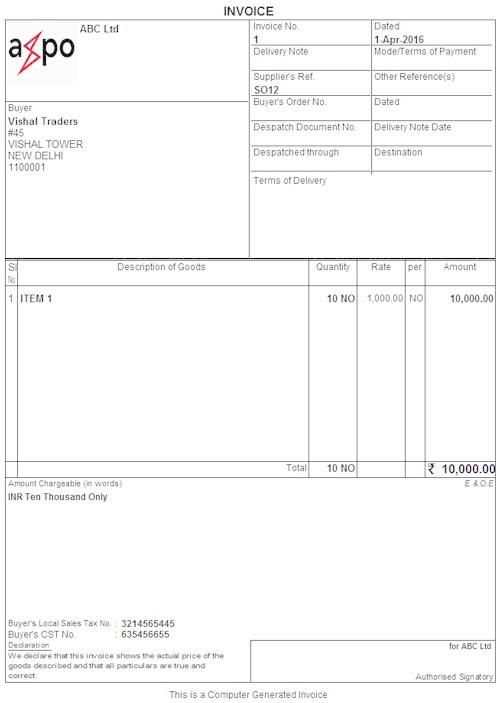 INVOICE
axpo
ABC Ltd
Invoice No.
1
Dated
1-Apr-2016
Delivery Note
Mode/Terms of Payment
Supplier's Ref.
SO12
Other Reference(s)
Buyer
Vishal Traders
#45
VISHAL TOWER
NEW DELHI
1100001
Buyer's Order No.
Dated
Despatch Document No.
Delivery Note Date
Despatched through
Destination
Terms of Delivery
Sl No Description of Goods Quantity Rate per Amount
1 ITEM 1 10 NO 1,000.00 NO 10,000.00
Total 10 NO ₹ 10,000.00
Amount Chargeable (in words) E. & O.E
INR Ten Thousand Only
Buyer's Local Sales Tax No. : 3214565445
Buyer's CST No. : 635456655
Declaration
We declare that this invoice shows the actual price of the
goods described and that all particulars are true and
correct.
for ABC Ltd
Authorised Signatory
This is a Computer Generated Invoice